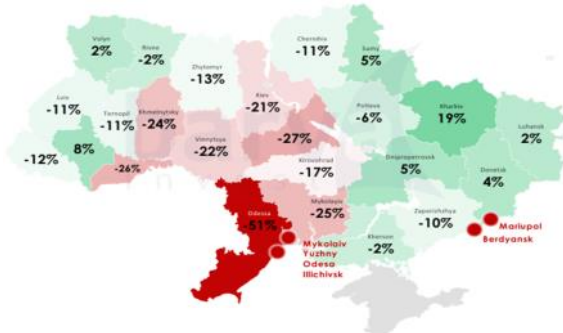 Volyn
2%
Rivne
-2%
Zhytomyr
-13%
Chernihiv
-11%
Sumy
5%
Lviv
-11%
Ternopil
-11%
Khmelnytsky
-24%
Kiev
-21%
Poltava
-6%
Kharkiv
19%
Luhansk
2%
-12%
8%
-26%
Vinnytsya
-22%
-27%
Kirovohrad
-17%
Dnipropetrovsk
5%
Donetsk
4%
Odessa
51%
Mykolayiv
-25%
Kherson
-2%
Zaporizhzhya
-10%
Mykolaiv
Yuzhny
Odesa
Illichivsk
Mariupol
Berdyansk